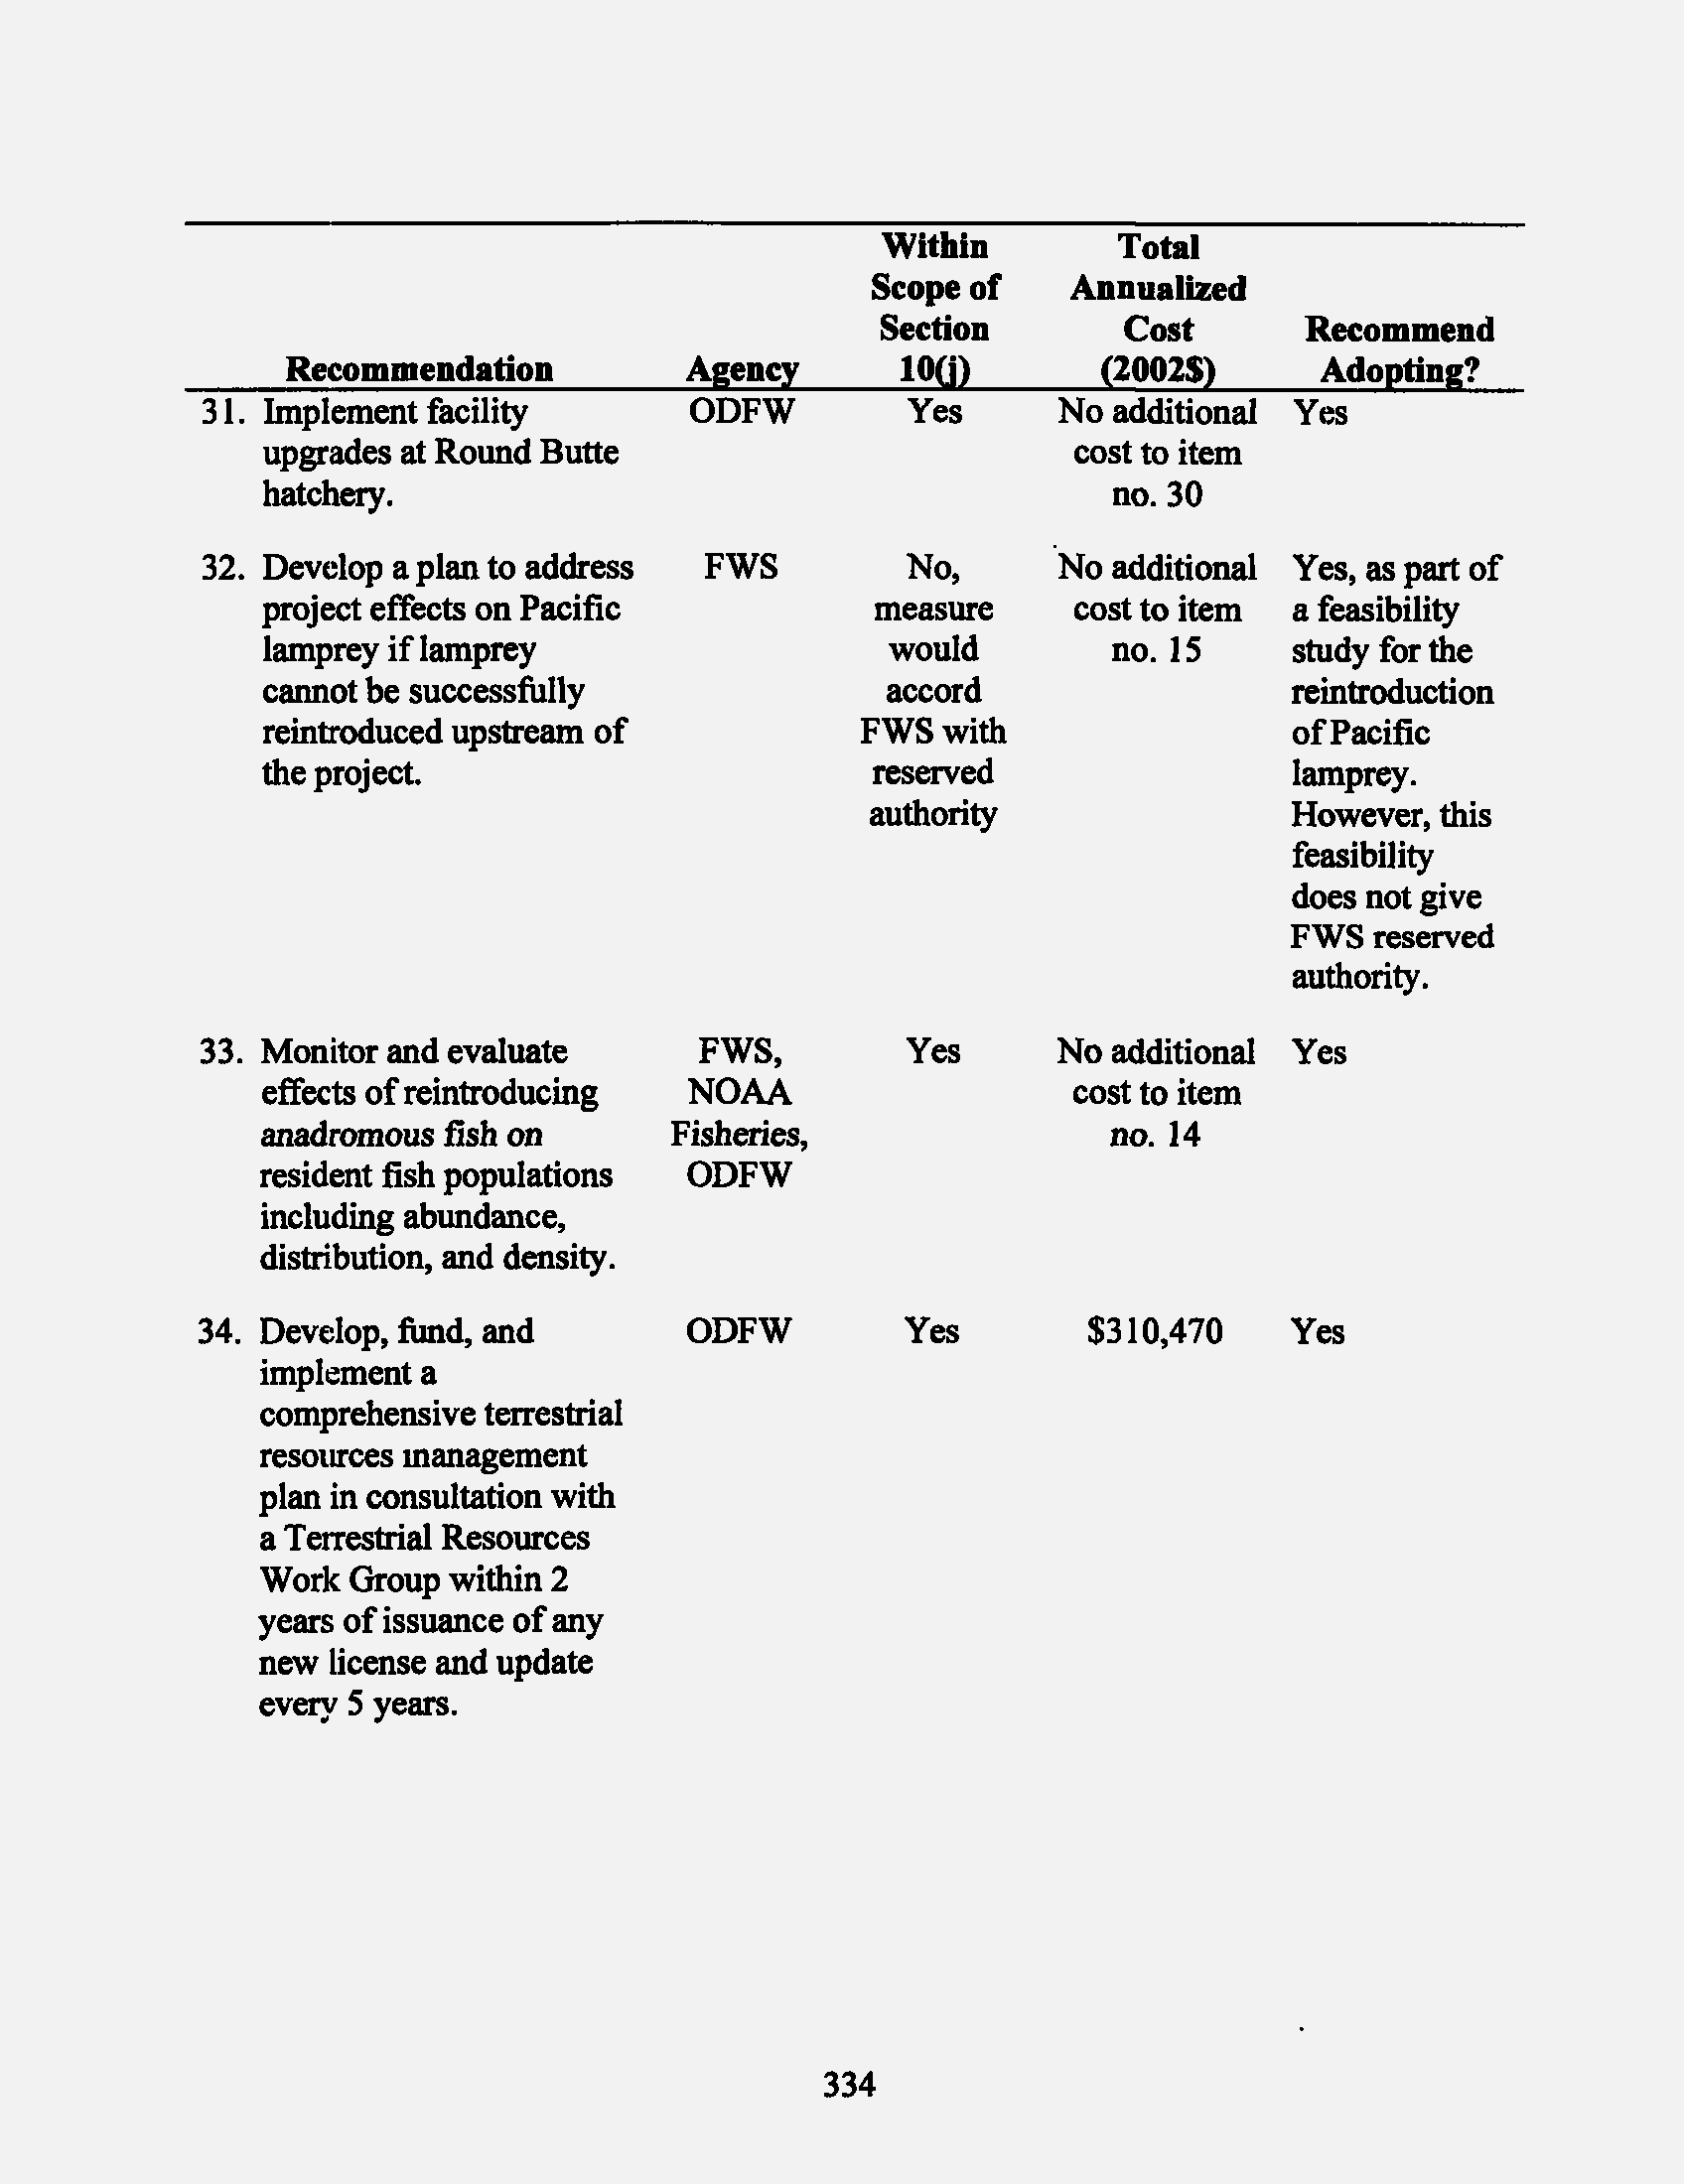 Within
Scope of
Section
10(j)
Total
Annualized
Cost
(2002$)
Recommend
Adopting?
Recommendation
Agency
31. Implement facility
upgrades at Round Butte
hatchery.
ODFW
Yes
No additional
cost to item
no. 30
Yes
32. Develop a plan to address
project effects on Pacific
lamprey if lamprey
cannot be successfully
reintroduced upstream of
the project.
FWS
No,
measure
would
accord
FWS with
reserved
authority
No additional
cost to item
no. 15
Yes, as part of
a feasibility
study for the
reintroduction
of Pacific
lamprey.
However, this
feasibility
does not give
FWS reserved
authority.
33. Monitor and evaluate
effects of reintroducing
anadromous fish on
resident fish populations
including abundance,
distribution, and density.
FWS,
NOAA
Fisheries,
ODFW
Yes
No additional
cost to item
no. 14
Yes
34. Develop, fund, and
implement a
comprehensive terrestrial
resources management
plan in consultation with
a Terrestrial Resources
Work Group within 2
years of issuance of any
new license and update
every 5 years.
ODFW
Yes
$310,470
Yes
334